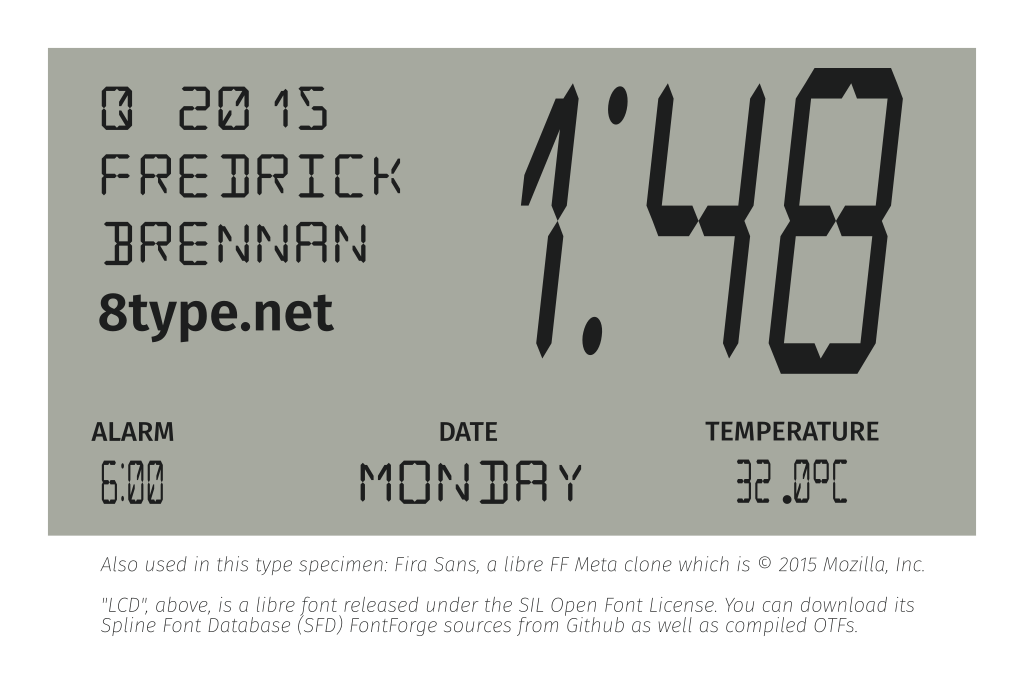 Q 2015
FREDRICK
BRENNAN
8type.net
1:48
ALARM
DATE
TEMPERATURE
6:00
MONDAY
32.0ºC
Also used in this type specimen: Fira Sans, a libre FF Meta clone which is © 2015 Mozilla, Inc.
"LCD", above, is a libre font released under the SIL Open Font License. You can download its
Spline Font Database (SFD) FontForge sources from Github as well as compiled OTFs.